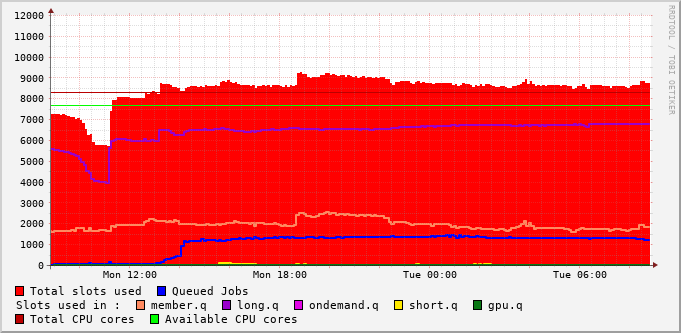 RRDTOOL / TOBI OETIKER
12000
11000
10000
9000
8000
7000
6000
5000
4000
3000
2000
1000
0
Mon 12:00 Mon 18:00 Tue 00:00 Tue 06:00
Total slots used Queued Jobs
Slots used in : member.q long.q ondemand.q short.q gpu.q
Total CPU cores Available CPU cores